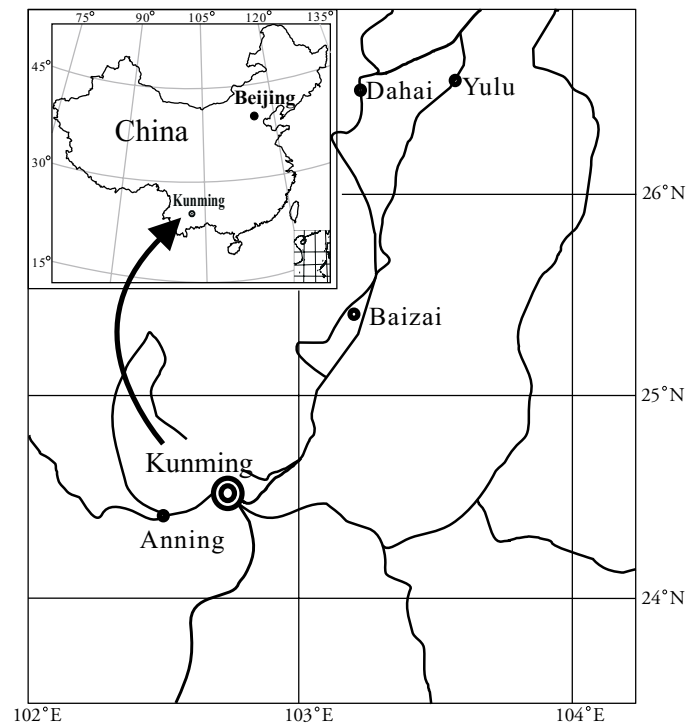 75° 90° 105° 120° 135°
45°
Beijing
China
30°
Kunming
15°
Dahai Yulu
26°N
Baizai
25°N
Kunming
Anning
24°N
102°E 103°E 104°E